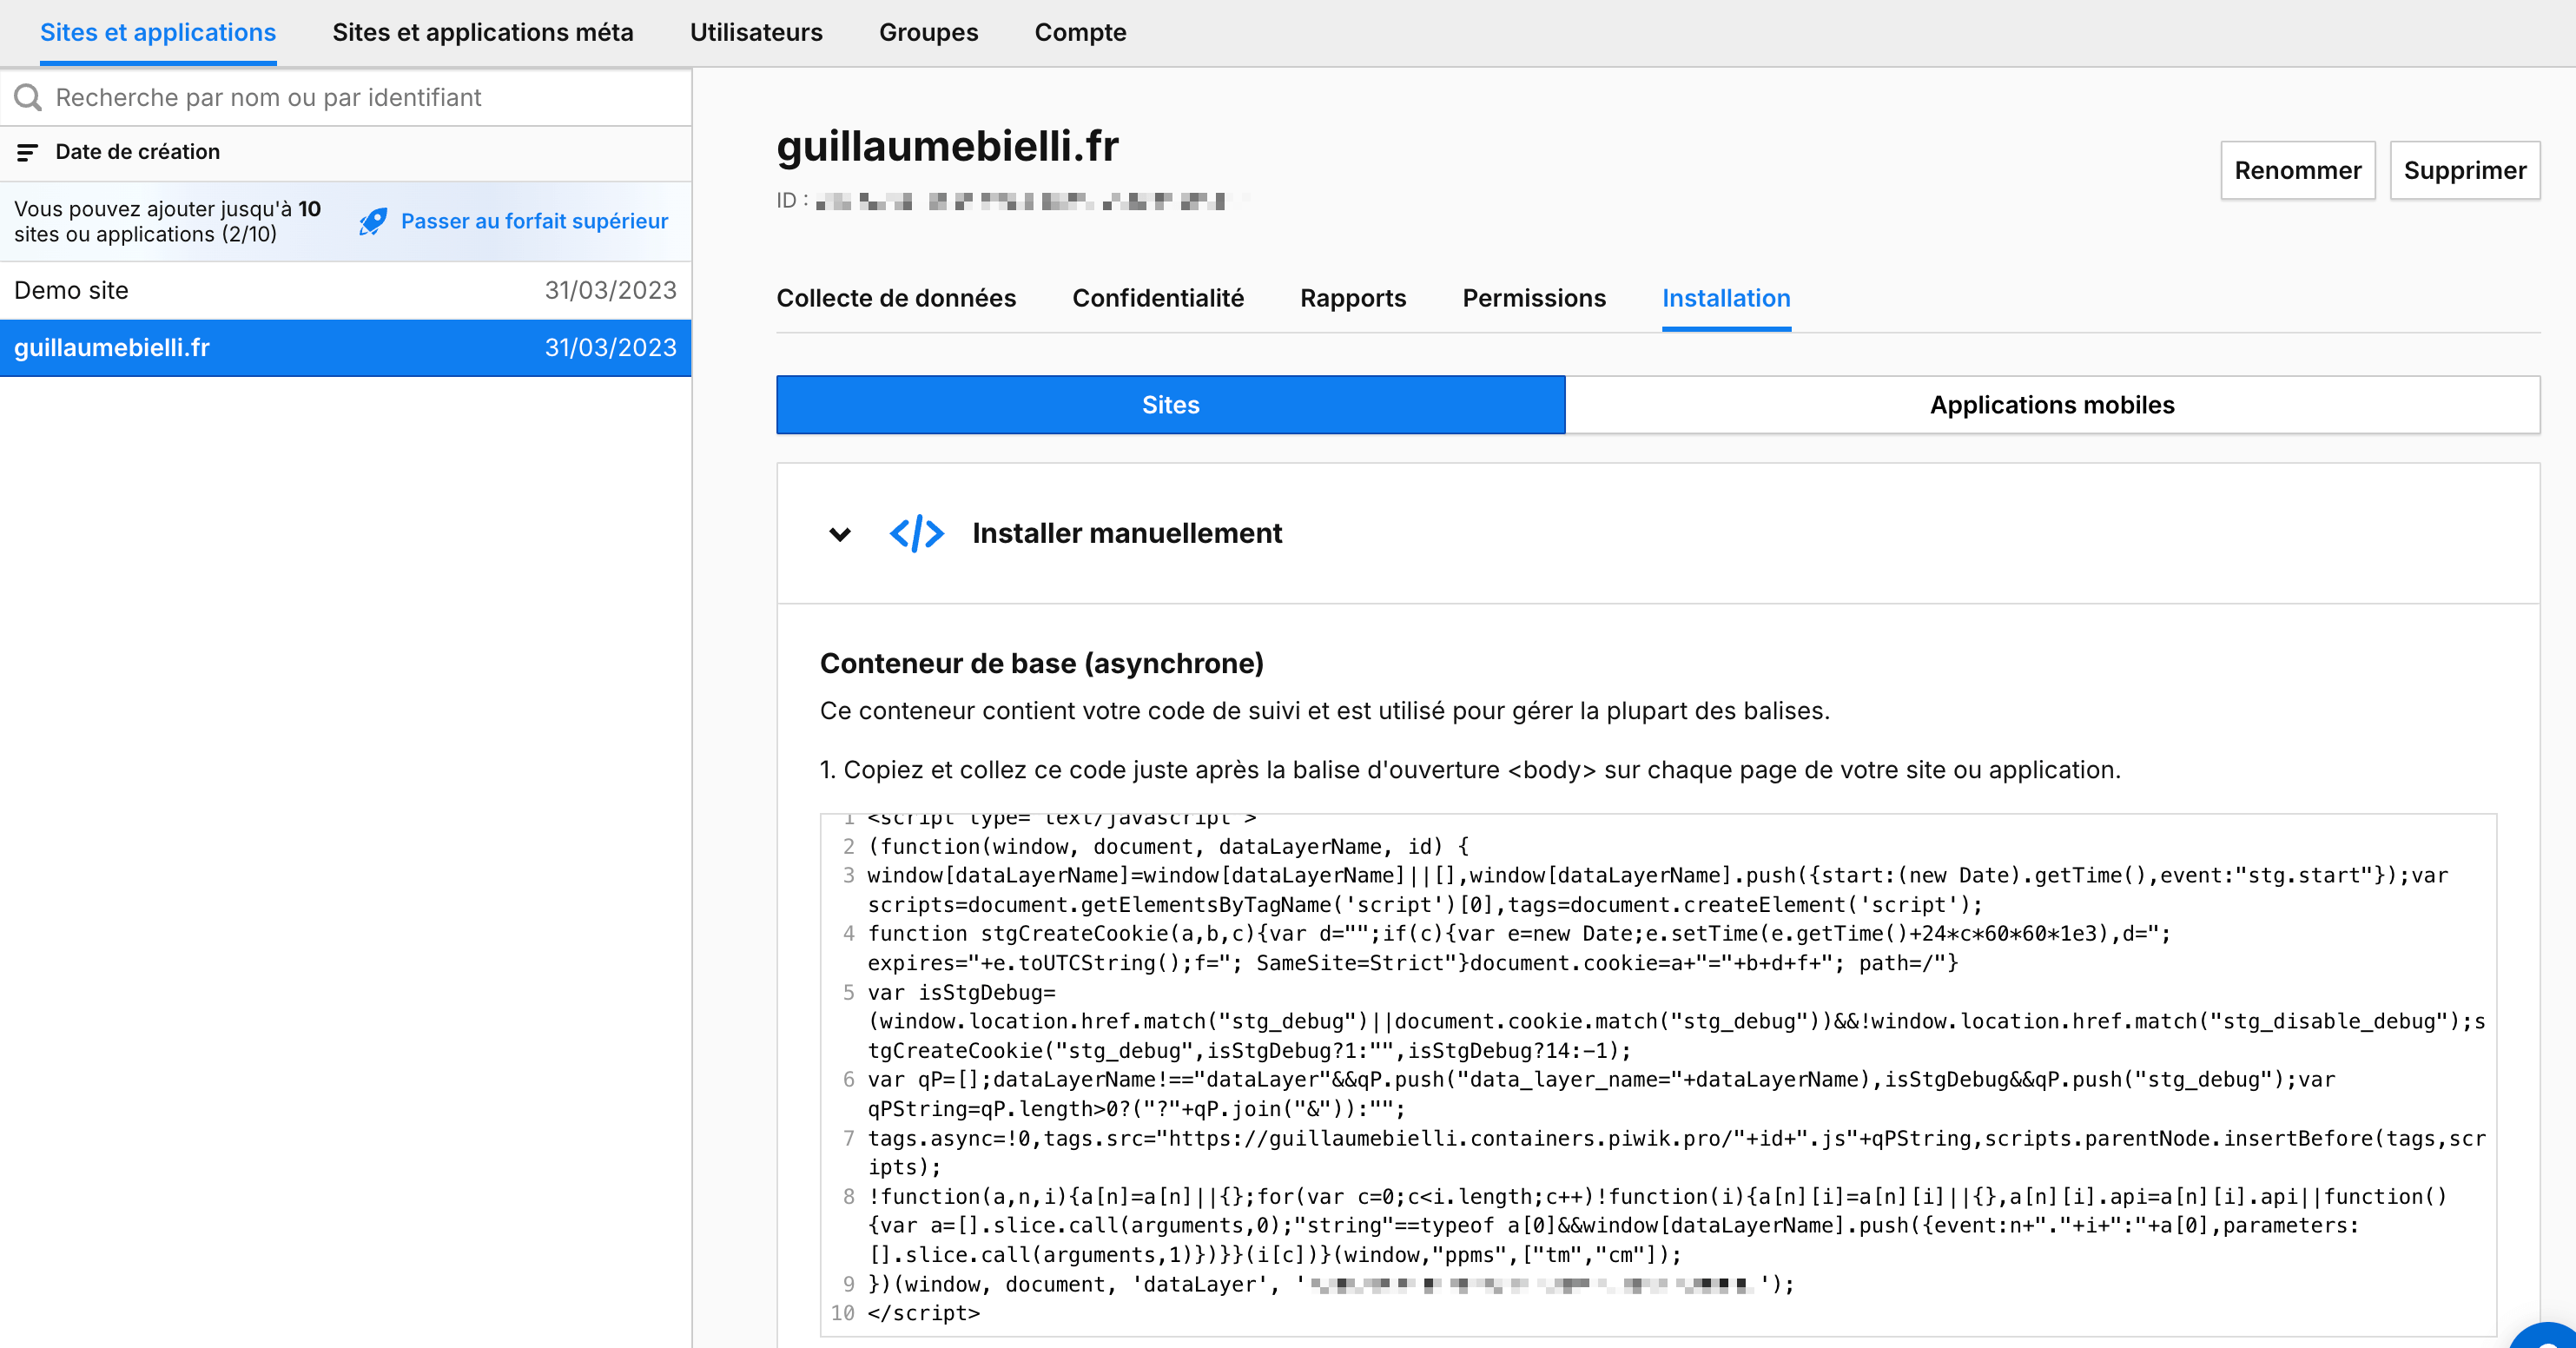 Sites et applications
Sites et applications méta
Utilisateurs
Groupes
Compte
Recherche par nom ou par identifiant
Date de création
Vous pouvez ajouter jusqu'à 10
sites ou applications (2/10)
Passer au forfait supérieur
Demo site
31/03/2023
guillaumebielli.fr
31/03/2023
guillaumebielli.fr
ID :
Renommer
Supprimer
Collecte de données
Confidentialité
Rapports
Permissions
Installation
Sites
Applications mobiles
</> Installer manuellement
Conteneur de base (asynchrone)
Ce conteneur contient votre code de suivi et est utilisé pour gérer la plupart des balises.
1. Copiez et collez ce code juste après la balise d'ouverture <body> sur chaque page de votre site ou application.
1 <script type="text/javascript">
2 (function(window, document, dataLayerName, id) {
3 window[dataLayerName]=window[dataLayerName]||[],window[dataLayerName].push({start:(new Date).getTime(),event:"stg.start"});var
scripts=document.getElementsByTagName('script')[0],tags=document.createElement('script');
4 function stgCreateCookie(a,b,c){var d="";if(c){var e=new Date;e.setTime(e.getTime()+24*c*60*60*1e3),d=";
expires="+e.toUTCString();f="; SameSite=Strict"}document.cookie=a+"="+b+d+f+"; path=/"}
5 var isStgDebug=
(window.location.href.match("stg_debug")||document.cookie.match("stg_debug"))&&!window.location.href.match("stg_disable_debug");s
tgCreateCookie("stg_debug",isStgDebug?1:"",isStgDebug?14:-1);
6 var qP=[];dataLayerName!=="dataLayer"&&qP.push("data_layer_name="+dataLayerName),isStgDebug&&qP.push("stg_debug");var
qPString=qP.length>0?("?"+qP.join("&")):"";
7 tags.async=!0,tags.src="https://guillaumebielli.containers.piwik.pro/"+id+".js"+qPString,scripts.parentNode.insertBefore(tags,scr
ipts);
8 !function(a,n,i){a[n]=a[n]||{};for(var c=0;c<i.length;c++)!function(i){a[n][i]=a[n][i]||{},a[n][i].api=a[n][i].api||function()
{var a=[].slice.call(arguments,0);"string"==typeof a[0]&&window[dataLayerName].push({event:n+"."+i+":"+a[0],parameters:
[].slice.call(arguments,1)})}}(i[c])}(window,"ppms",["tm","cm"]);
9 })(window, document, 'dataLayer', '');
10 </script>